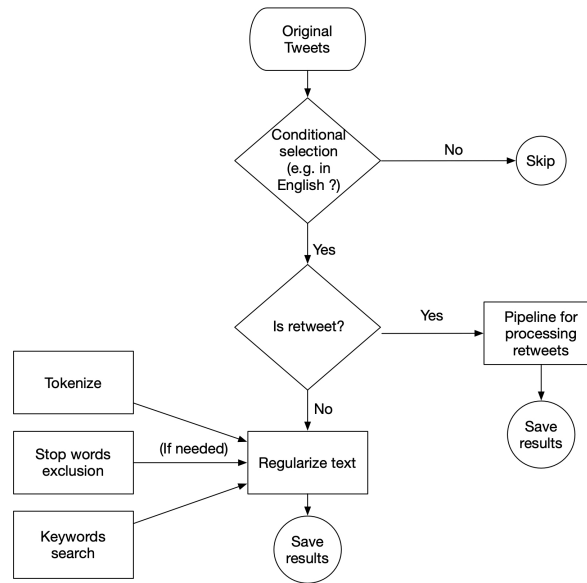 Original
Tweets
Conditional
selection
(e.g. in
English ?)
No
Skip
Yes
Is retweet?
Yes
Pipeline for
processing
retweets
Tokenize
No
Save
results
Stop words
exclusion
(If needed)
Regularize text
Keywords
search
Save
results